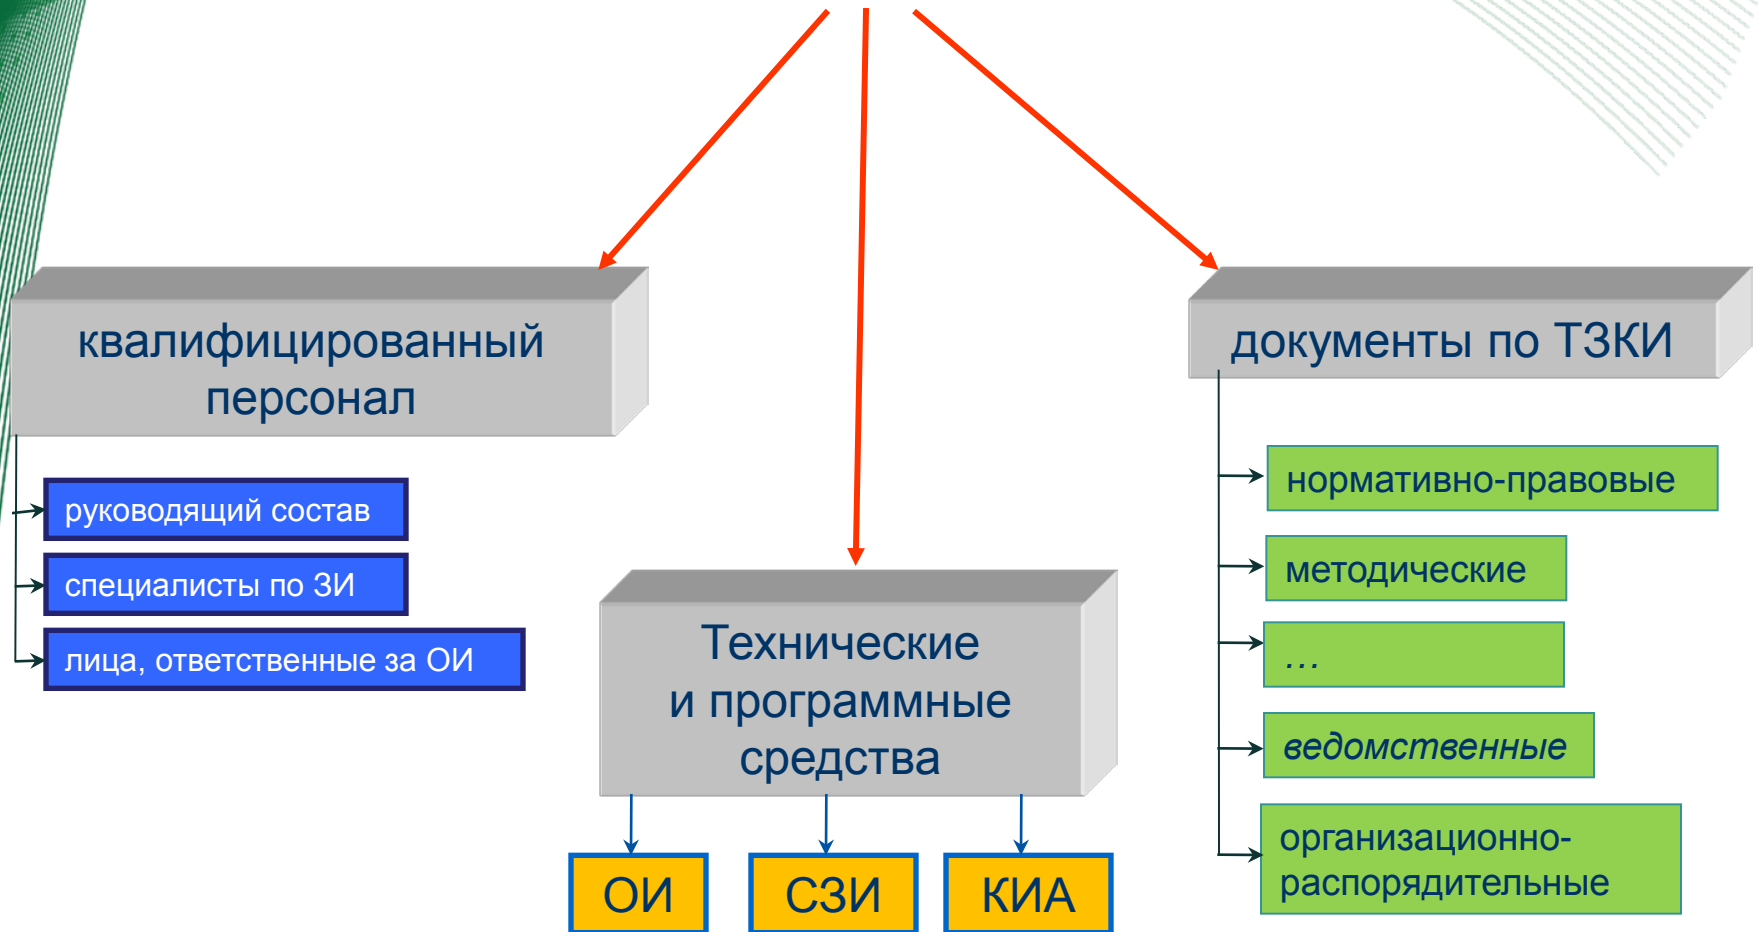 квалифицированный
персонал
руководящий состав
специалисты по ЗИ
лица, ответственные за ОИ
Технические
и программные
средства
ОИ
СЗИ
КИА
документы по ТЗКИ
нормативно-правовые
методические
…
ведомственные
организационно-
распорядительные